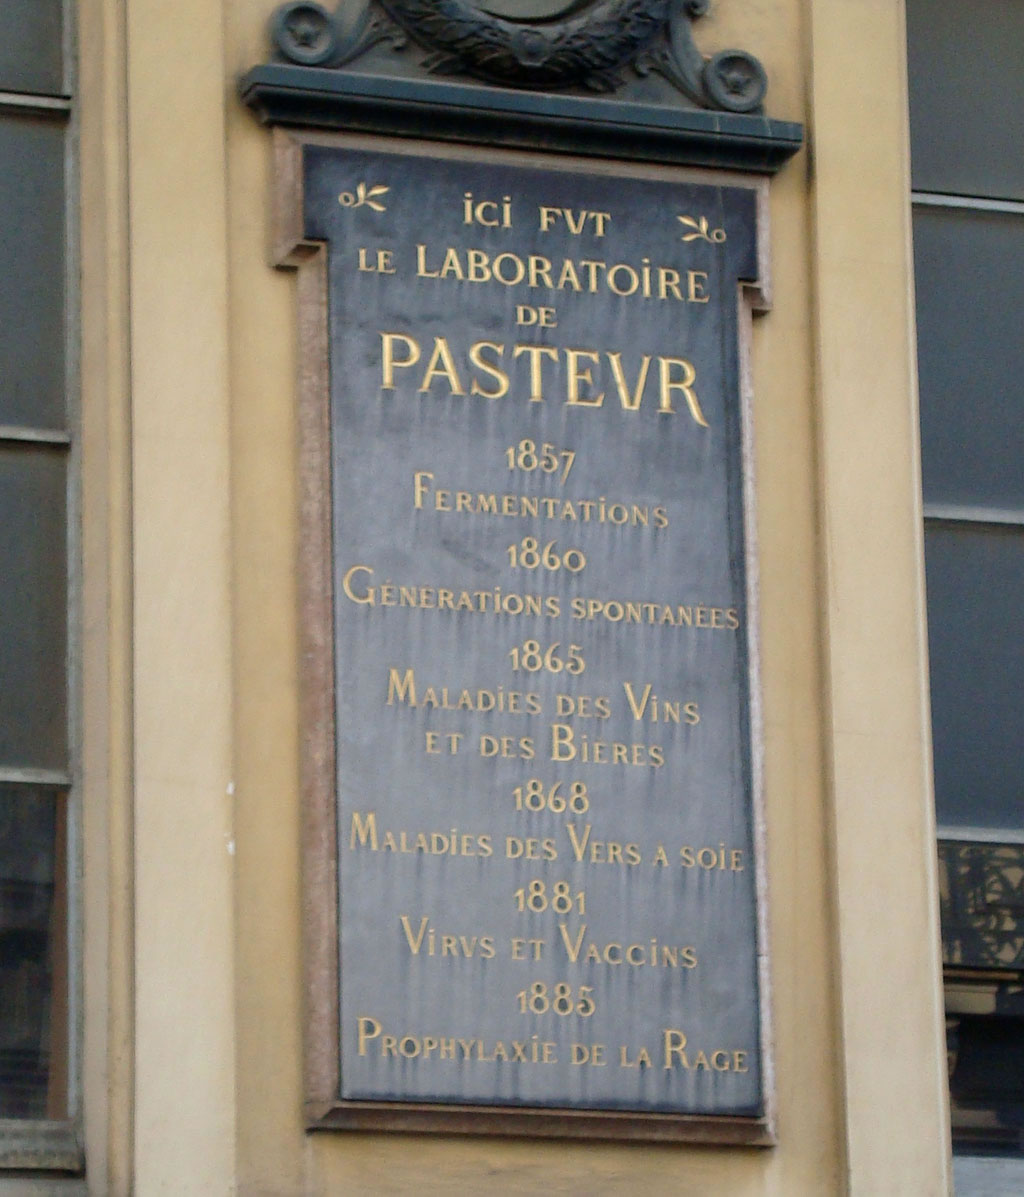 ici FVT
LE LABORATOiRE
DE
PASTEVR
1857
FERMENTATiONS
1860
GÉNÉRATiONS SPONTANÉES
1865
MALADiES DES ViNS
ET DES BiÈRES
1868
MALADiES DES VERS A SOiE
1881
ViRVS ET VACCiNS
1885
PROPHYLAXiE DE LA RAGE